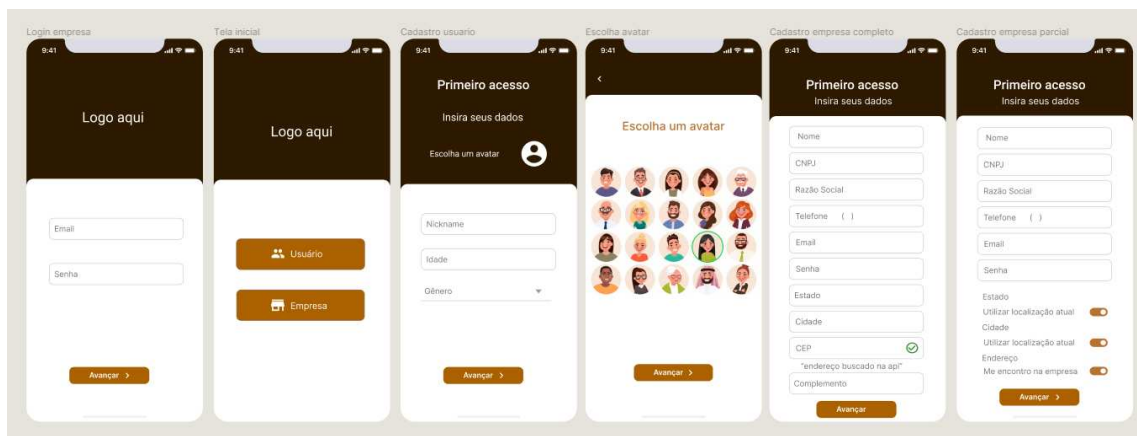 Login empresa
9:41
Logo aqui
Email
Senha
Avançar >
Tela inicial
9:41
Logo aqui
Usuário
Empresa
Cadastro usuario
9:41
Primeiro acesso
Insira seus dados
Escolha um avatar
Nickname
Idade
Gênero
Avançar >
Escolha avatar
9:41
Escolha um avatar
Avançar >
Cadastro empresa completo
9:41
Primeiro acesso
Insira seus dados
Nome
CNPJ
Razão Social
Telefone ( )
Email
Senha
Estado
Cidade
CEP
"endereço buscado na api"
Complemento
Avançar
Cadastro empresa parcial
9:41
Primeiro acesso
Insira seus dados
Nome
CNPJ
Razão Social
Telefone ( )
Email
Senha
Estado
Utilizar localização atual
Cidade
Utilizar localização atual
Endereço
Me encontro na empresa
Avançar >